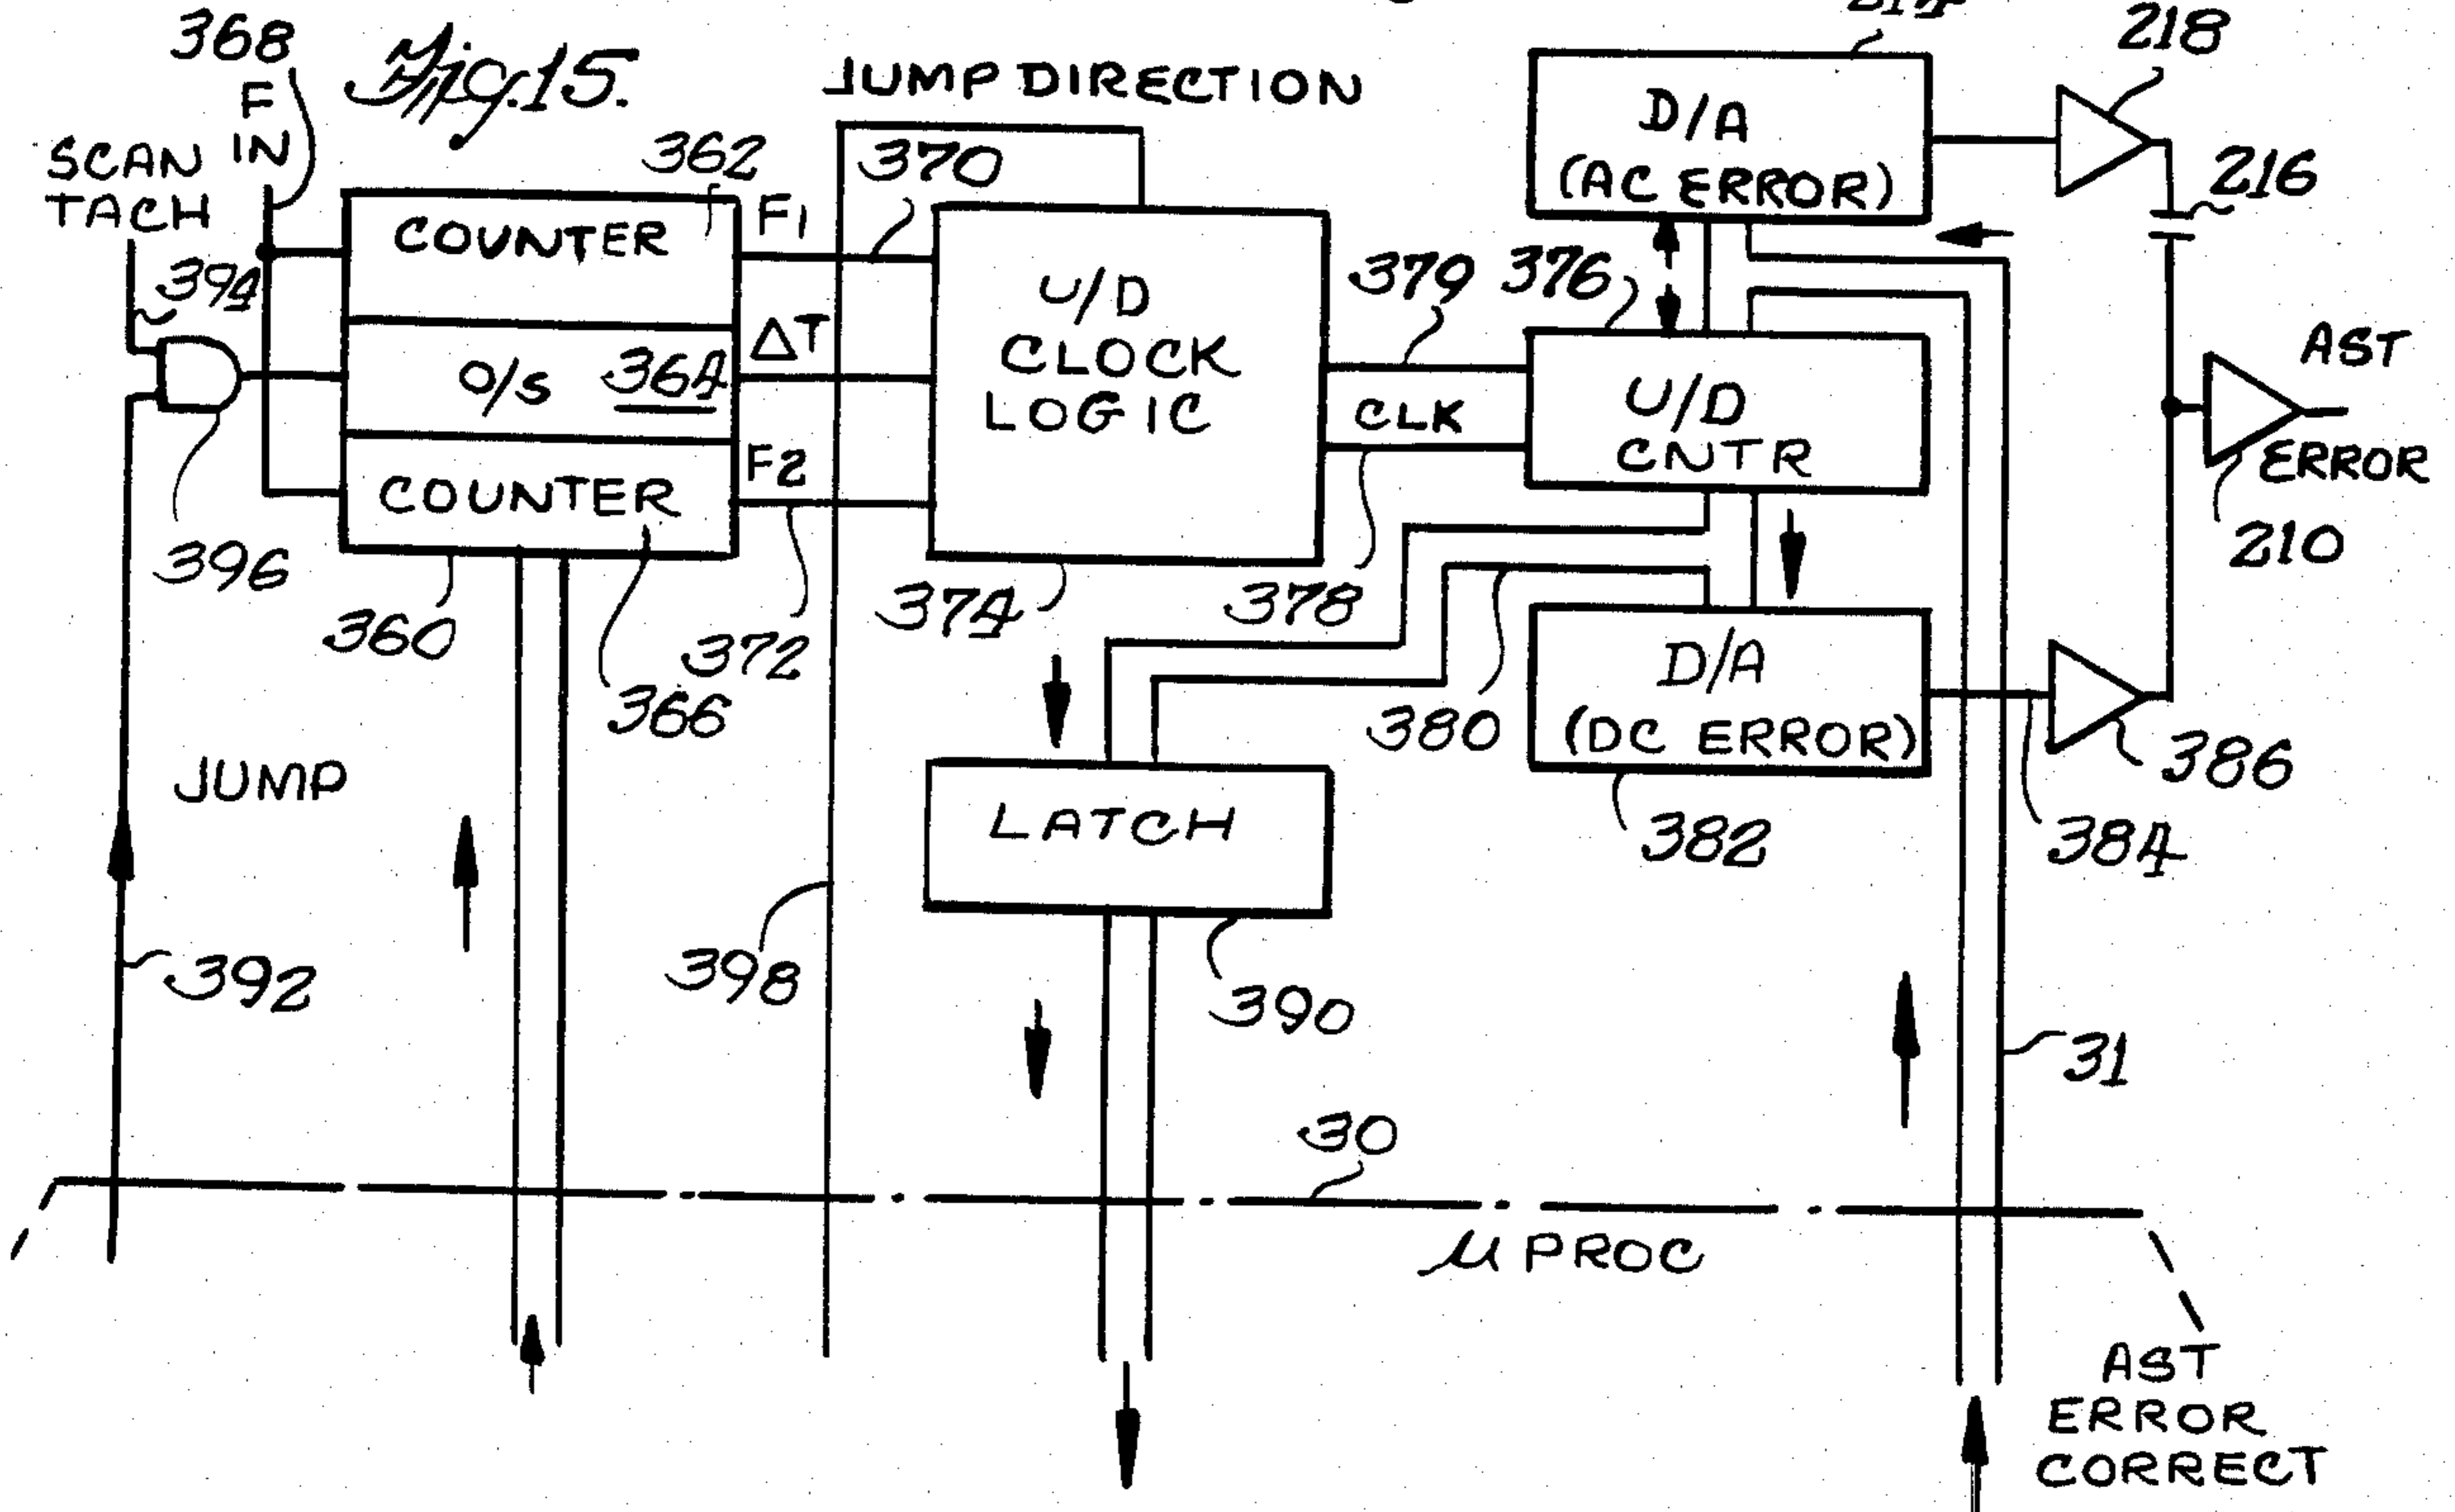 368
Fig. 15.
F
IN
SCAN
TACH
JUMP DIRECTION
218
D/A
(AC ERROR)
216
362
F1
370
COUNTER
394
ΔT
O/S 364
F2
COUNTER
U/D
CLOCK
LOGIC
379
376
CLK
U/D
CNTR
AST
ERROR
210
396
360
372
366
374
378
380
D/A
(DC ERROR)
386
382
384
JUMP
LATCH
392
398
390
31
30
μ PROC
AST
ERROR
CORRECT